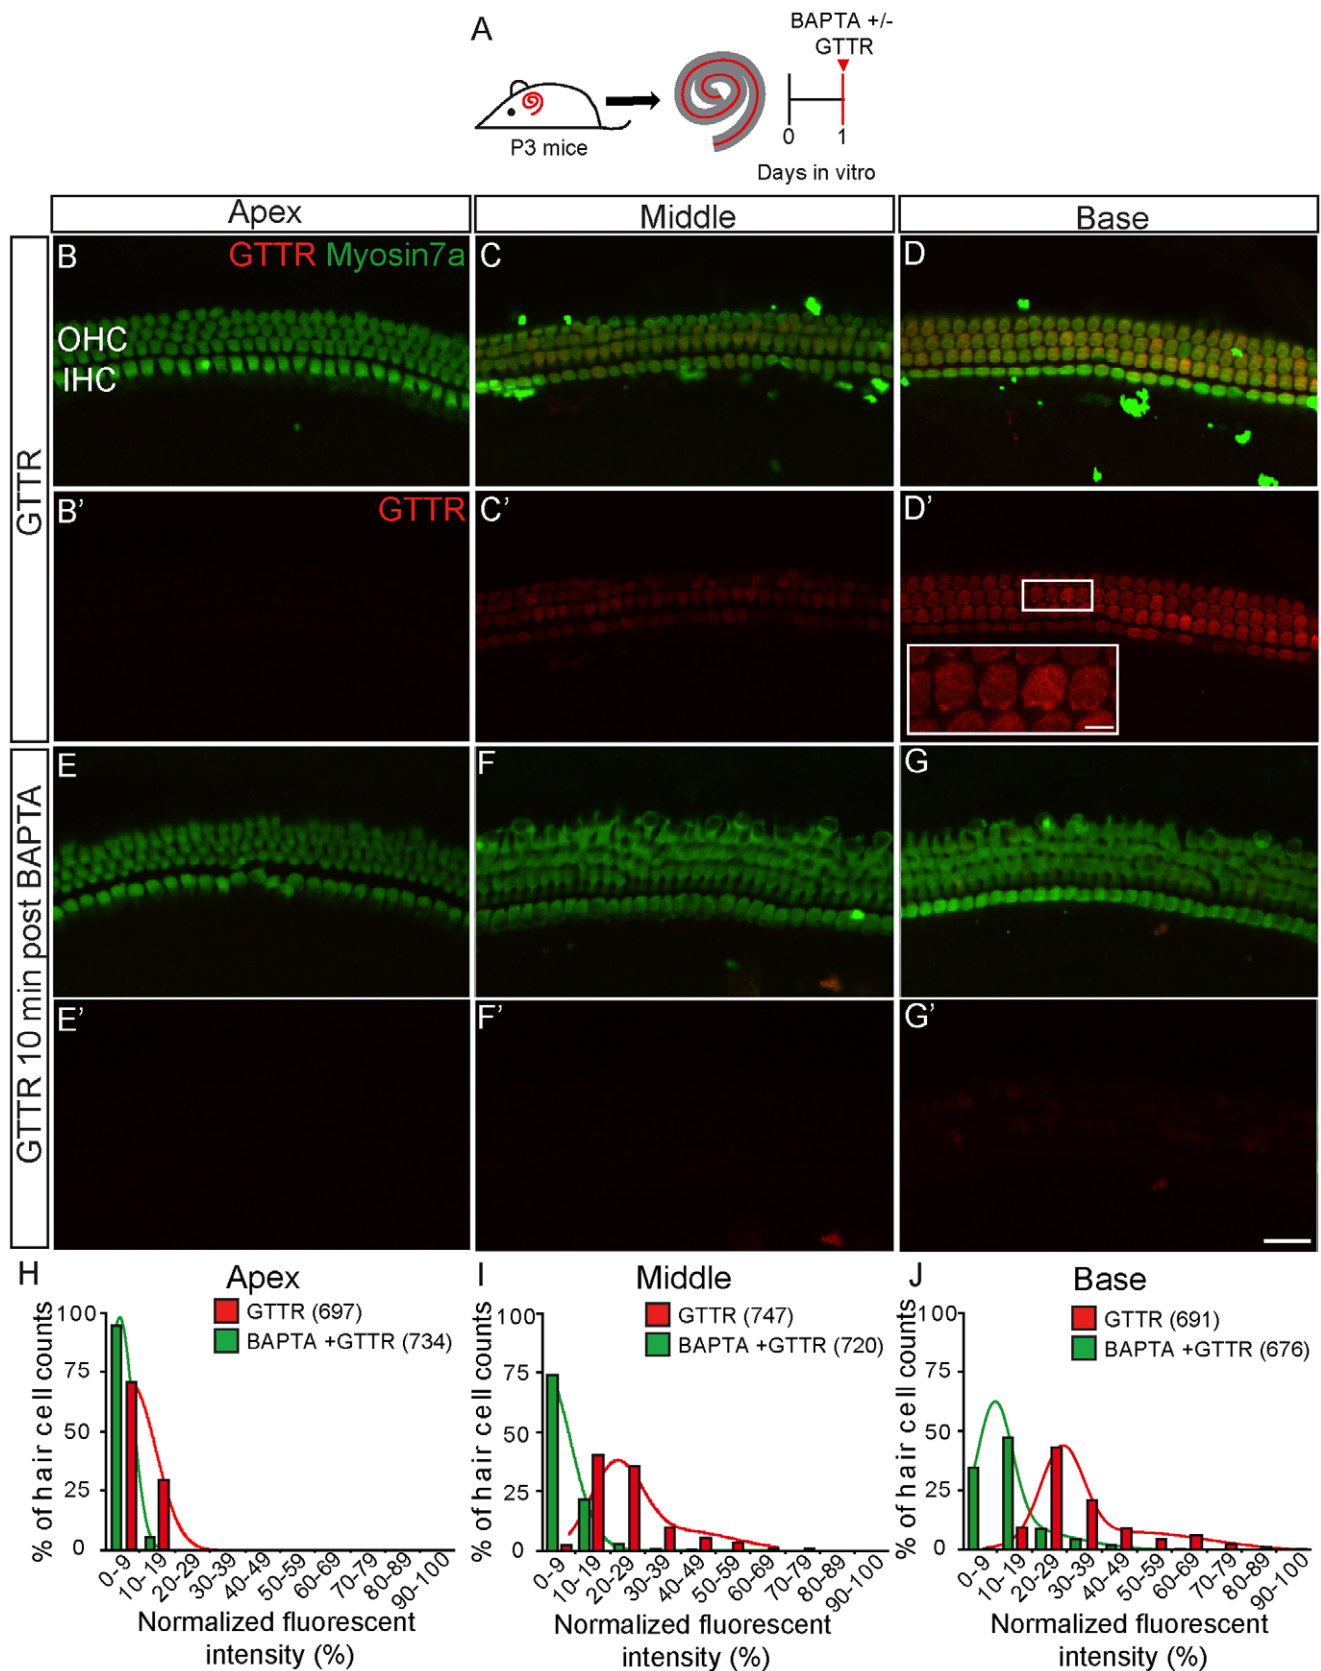 A
BAPTA +/-
GTTR
P3 mice
0 1
Days in vitro
Apex Middle Base
GTTR
B GTTR Myosin7a
OHC
IHC
C
D
B’ GTTR
C’
D’
GTTR 10 min post BAPTA
E
F
G
E’
F’
G’
H Apex
GTTR (697)
BAPTA +GTTR (734)
% of hair cell counts
100
75
50
25
0
0-9 10-19 20-29 30-39 40-49 50-59 60-69 70-79 80-89 90-100
Normalized fluorescent
intensity (%)
I Middle
GTTR (747)
BAPTA +GTTR (720)
% of hair cell counts
100
75
50
25
0
0-9 10-19 20-29 30-39 40-49 50-59 60-69 70-79 80-89 90-100
Normalized fluorescent
intensity (%)
J Base
GTTR (691)
BAPTA +GTTR (676)
% of hair cell counts
100
75
50
25
0
0-9 10-19 20-29 30-39 40-49 50-59 60-69 70-79 80-89 90-100
Normalized fluorescent
intensity (%)